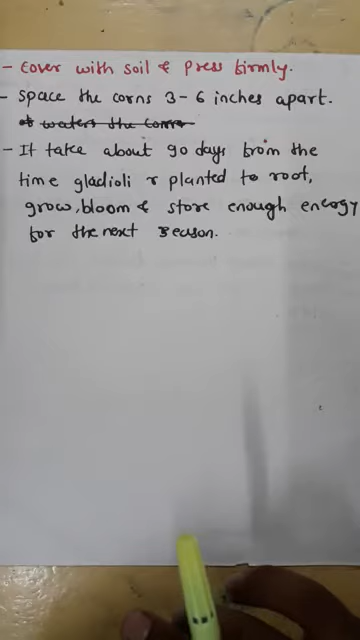 - Cover with soil & press firmly.
- space the corns 3-6 inches apart.
- It take about 90 days from the
time gladioli r planted to root,
grow, bloom & store enough energy
for the next season.